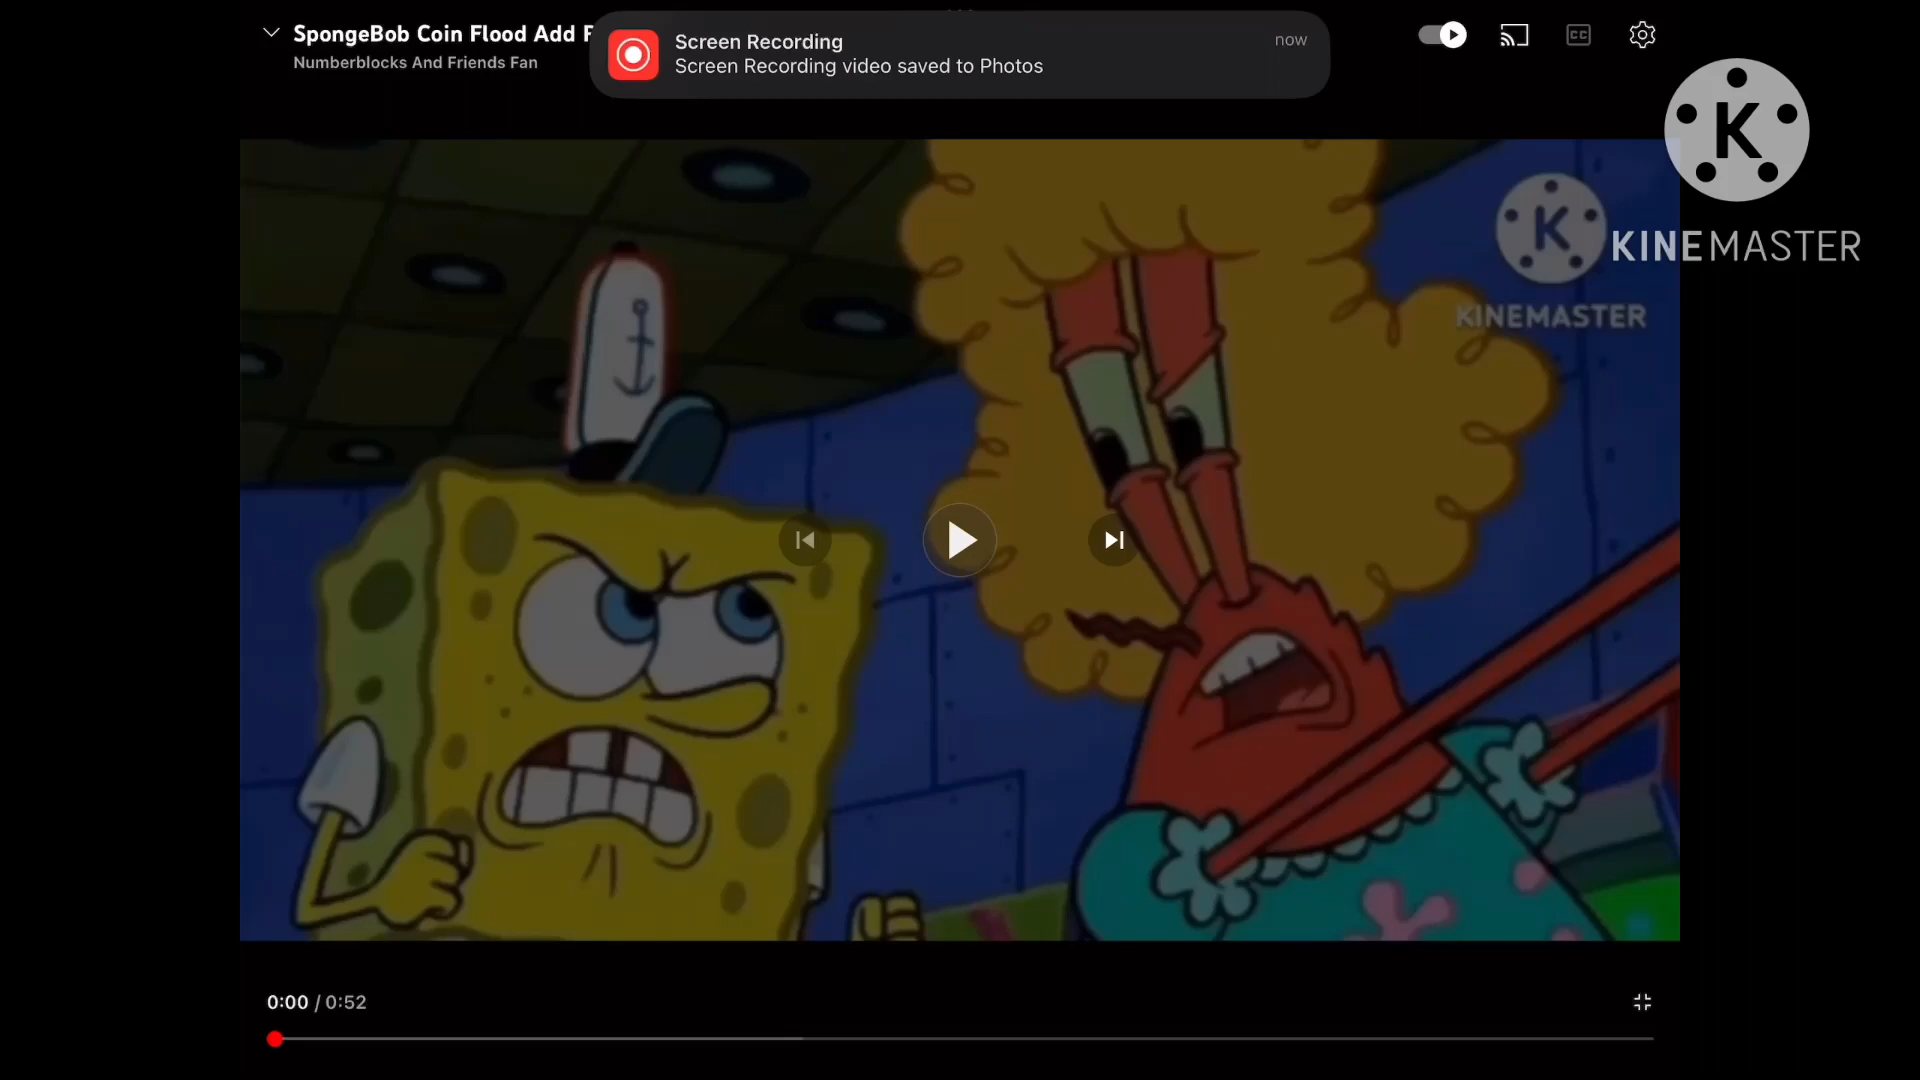 SpongeBob Coin Flood Add F
Numberblocks And Friends Fan
Screen Recording
now
Screen Recording video saved to Photos
CC
K
KINEMASTER
K
KINEMASTER
0:00 / 0:52